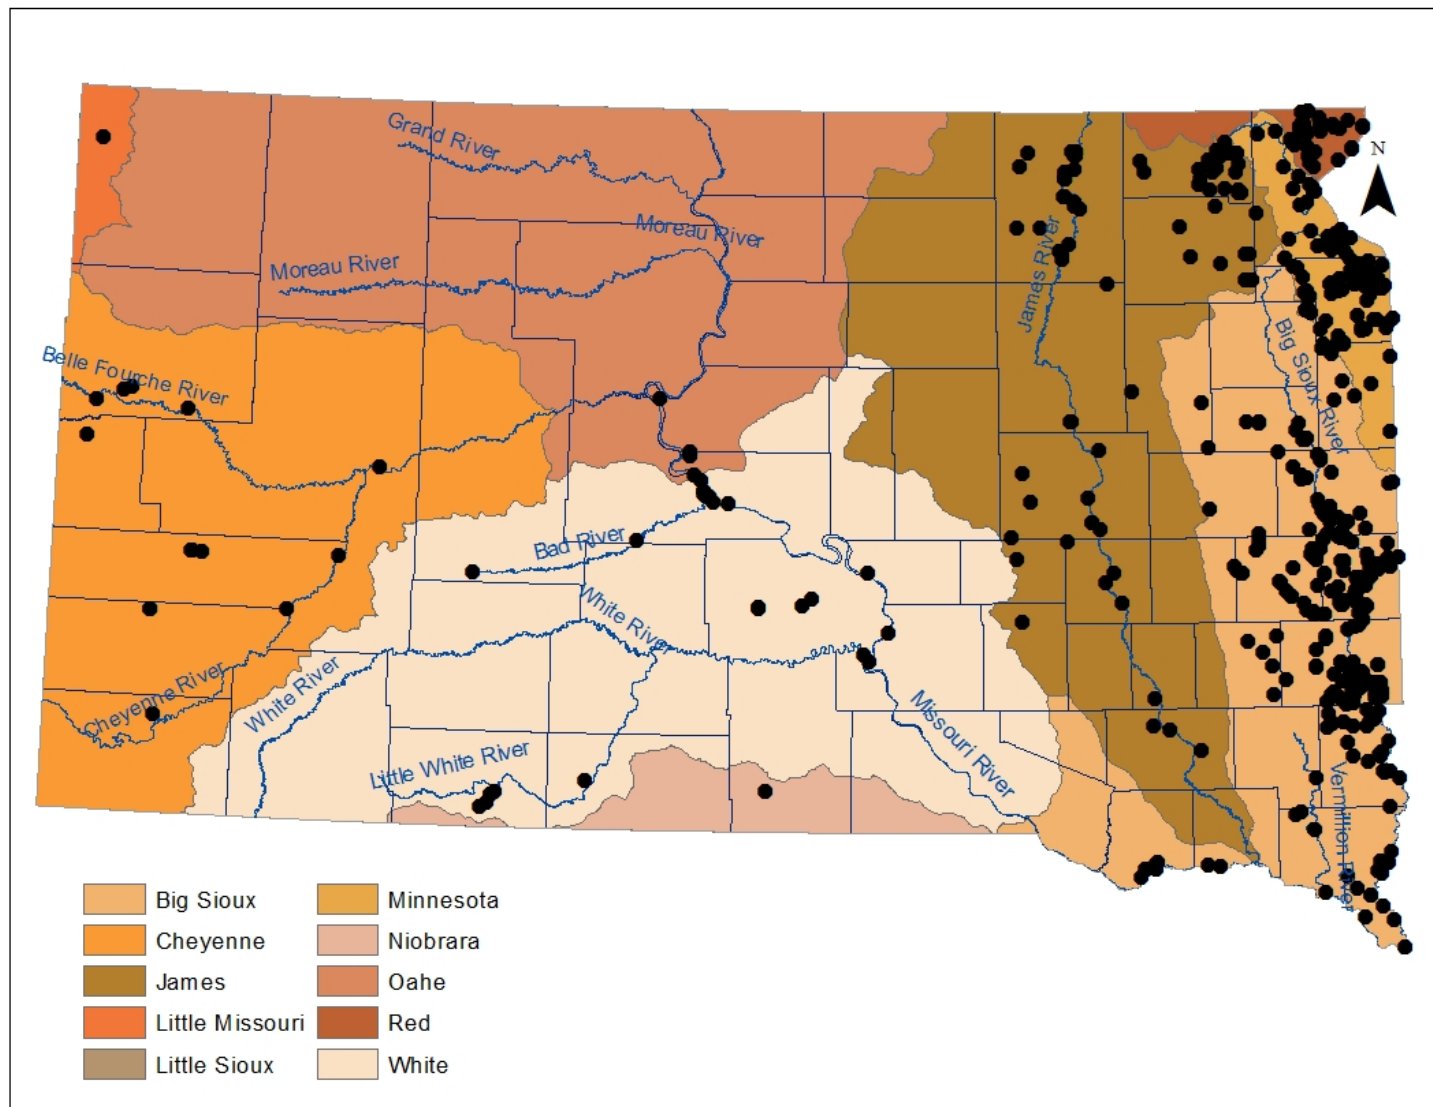 Grand River
N
Moreau River
Moreau River
James River
Big Sioux River
Belle Fourche River
Bad River
White River
White River
Cheyenne River
Missouri River
Little White River
Vermillion River
Big Sioux
Cheyenne
James
Little Missouri
Little Sioux
Minnesota
Niobrara
Oahe
Red
White